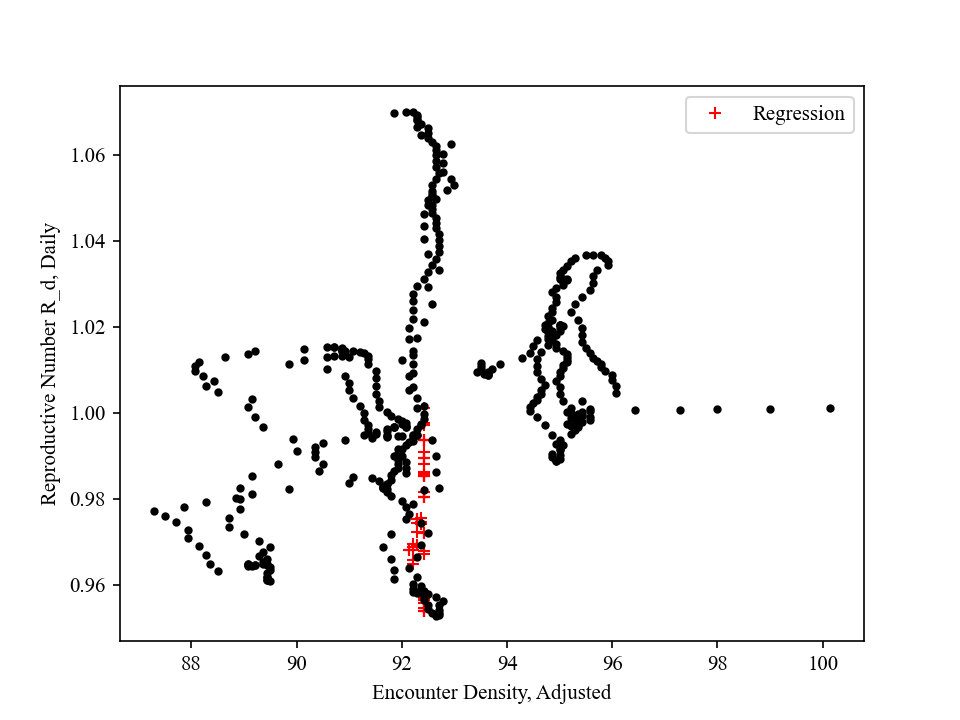 Regression
Reproductive Number R_d, Daily
1.06
1.04
1.02
1.00
0.98
0.96
88 90 92 94 96 98 100
Encounter Density, Adjusted